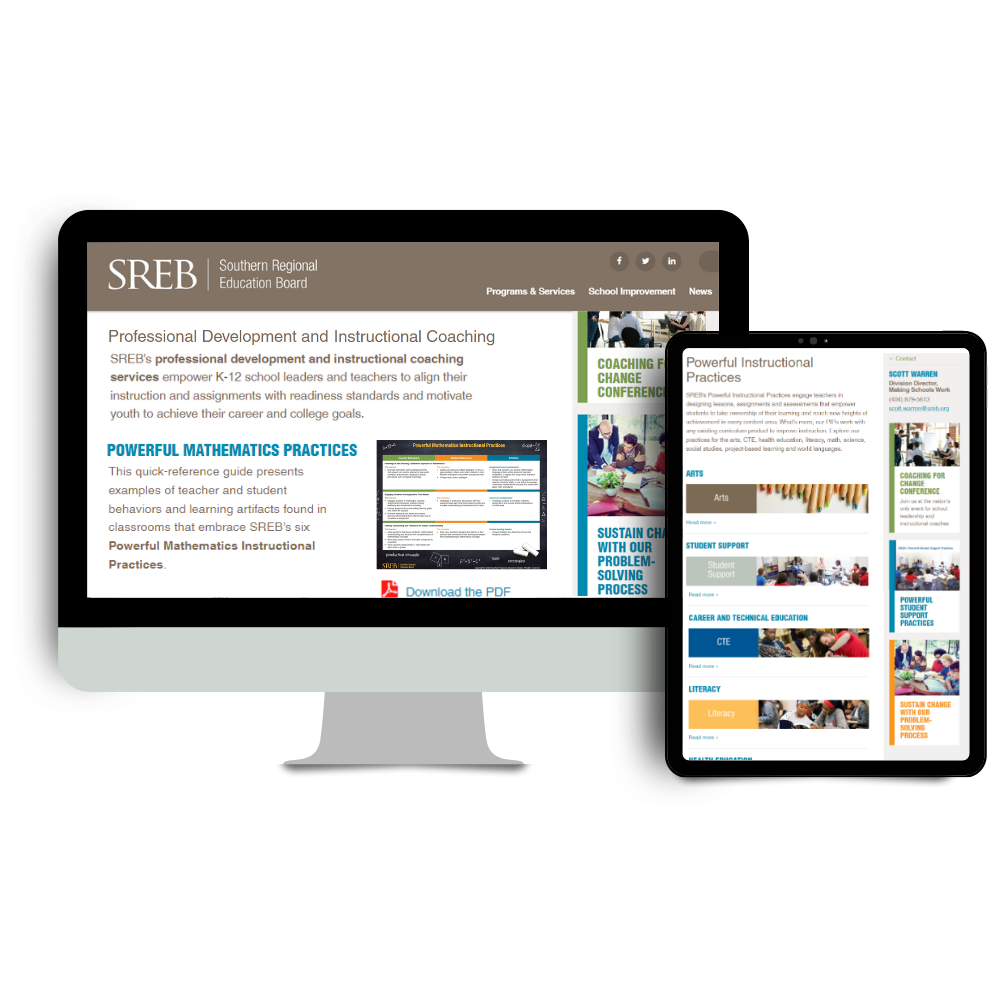 SREB
Southern Regional
Education Board
Programs & Services
School Improvement
News
Professional Development and Instructional Coaching
SREB's professional development and instructional coaching
services empower K-12 school leaders and teachers to align their
instruction and assignments with readiness standards and motivate
youth to achieve their career and college goals.
POWERFUL MATHEMATICS PRACTICES
This quick-reference guide presents
examples of teacher and student
behaviors and learning artifacts found in
classrooms that embrace SREB's six
Powerful Mathematics Instructional
Practices.
Powerful Mathematics Instructional Practices
SREB
Download the PDF
COACHING F
CHANGE
CONFERENC
SUSTAIN CHA
WITH OUR
PROBLEM-
SOLVING
PROCESS
Powerful Instructional
Practices
SREB's Powerful Instructional Practices engage teachers in
designing lessons, assignments and assessments that empower
students to take ownership of their learning and reach new heights of
achievement in every content area. What's more, our PIPs work with
any existing curriculum product to improve instruction. Explore our
practices for the arts, CTE, health education, literacy, math, science,
social studies, project-based learning and world languages.
ARTS
Arts
Read more »
STUDENT SUPPORT
Student
Support
Read more »
CAREER AND TECHNICAL EDUCATION
CTE
Read more »
LITERACY
Literacy
Read more »
HEALTH EDUCATION
Contact
SCOTT WARREN
Division Director,
Making Schools Work
(404) 879-5613
scott.warren@sreb.org
COACHING FOR
CHANGE
CONFERENCE
Join us at the nation's
only event for school
leadership and
instructional coaches
POWERFUL
STUDENT
SUPPORT
PRACTICES
SUSTAIN CHANGE
WITH OUR
PROBLEM-
SOLVING
PROCESS